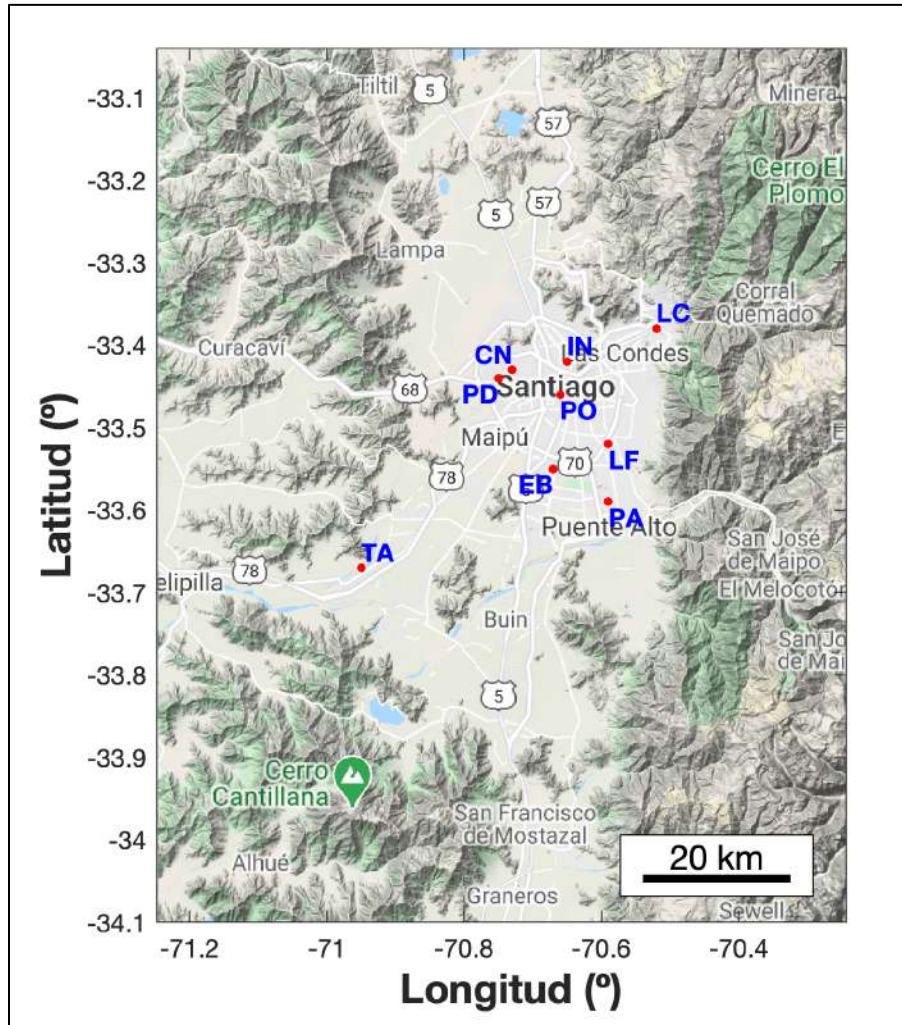 Tiltil
5
-33.1
Minera
57
Cerro El
Plomo
-33.2
57
5
Lampa
-33.3
Corral
Quemado
LC
Curacaví
IN
Las Condes
-33.4
CN
68
PD
Santiago
PO
Maipú
-33.5
70
LF
78
EB
PA
Puente Alto
-33.6
TA
San José
de Maipo
78
elipilla
El Melocotón
-33.7
Buin
San Jo
de Mai
-33.8
5
-33.9
Cerro
Cantillana
San Francisco
de Mostazal
-34
Alhué
20 km
Graneros
Sewell
-34.1
-71.2
-71
-70.8
-70.6
-70.4
Latitud (º)
Longitud (º)